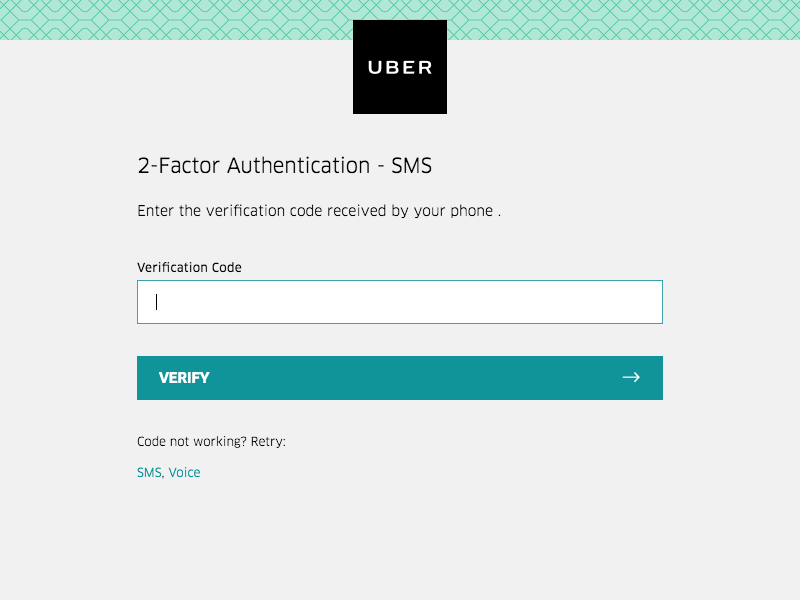 UBER
2-Factor Authentication - SMS
Enter the verification code received by your phone .
Verification Code
VERIFY
Code not working? Retry:
SMS, Voice